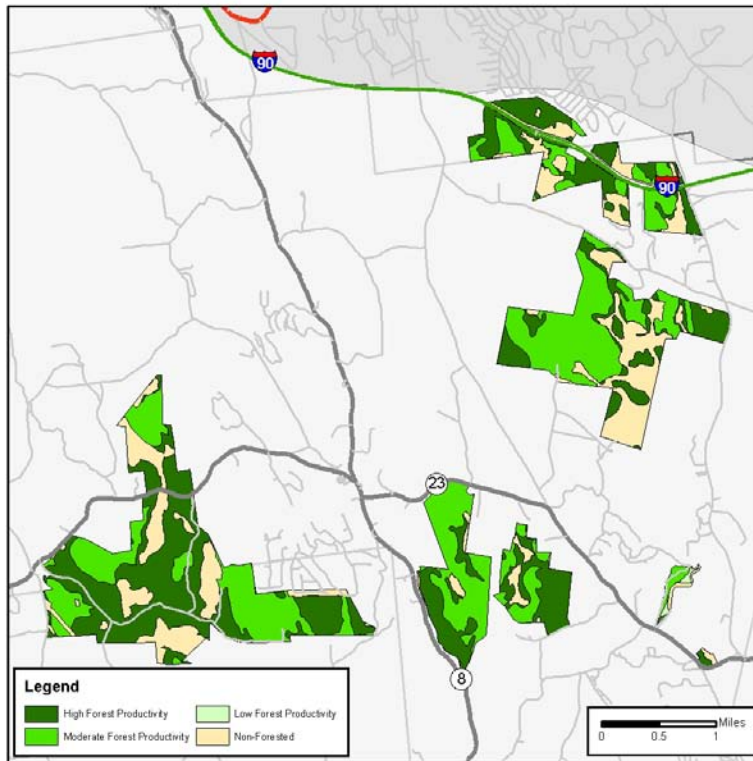 90
90
23
8
Legend
High Forest Productivity
Low Forest Productivity
Moderate Forest Productivity
Non-Forested
Miles
0 0.5 1